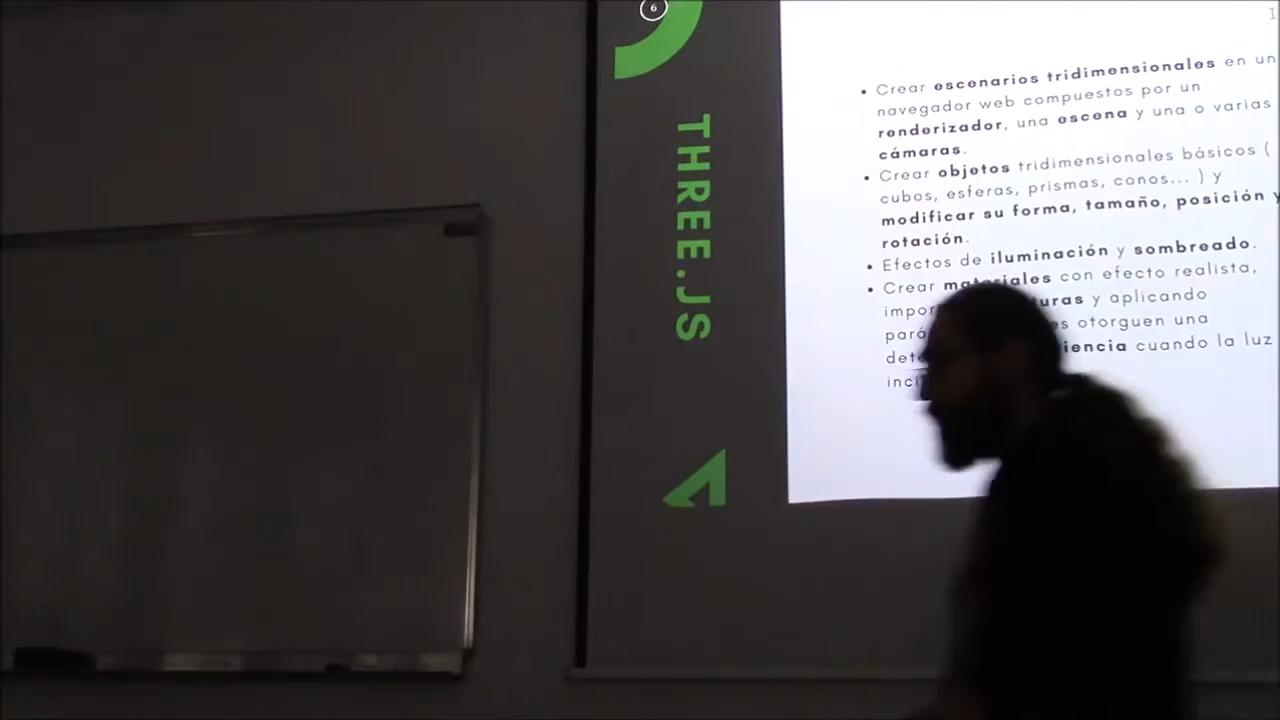 6
THREE.JS
• Crear escenarios tridimensionales en un
navegador web compuestos por un
renderizador, una escena y una o varias
cámaras.
• Crear objetos tridimensionales básicos (
cubos, esferas, prismas, conos... ) y
modificar su forma, tamaño, posición y
rotación.
• Efectos de iluminación y sombreado.
• Crear materiales con efecto realista,
y aplicando
otorguen una
cuando la luz